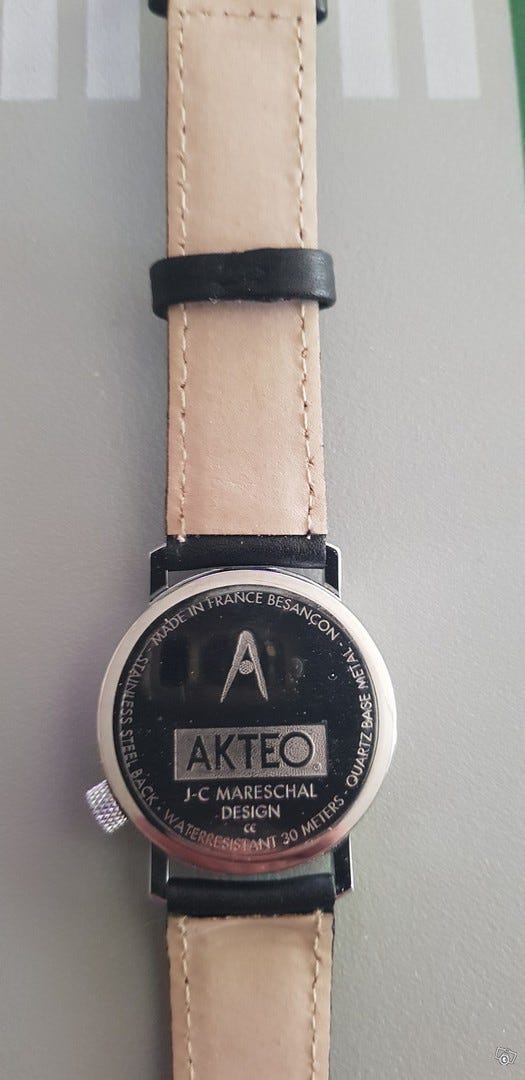 STAINLESS STEEL BACK · MADE IN FRANCE BESANÇON · QUARTZ BASE METAL · WATERRESISTANT 30 METERS ·
A
AKTEO
J-C MARESCHAL
DESIGN
CE